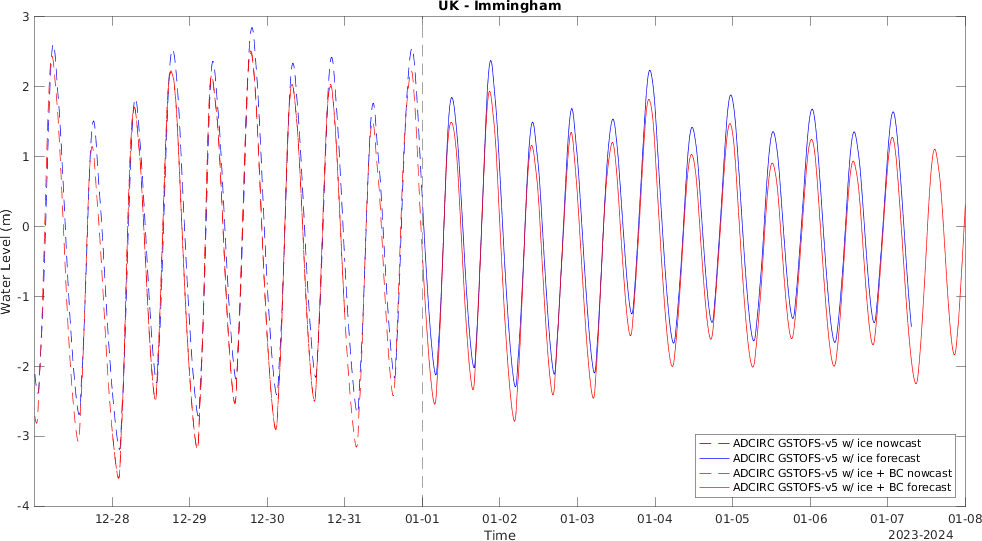 UK - Immingham
3
2
1
0
-1
-2
-3
-4
Water Level (m)
12-28 12-29 12-30 12-31 01-01 01-02 01-03 01-04 01-05 01-06 01-07 01-08
Time
2023-2024
ADCIRC GSTOFS-v5 w/ ice nowcast
ADCIRC GSTOFS-v5 w/ ice forecast
ADCIRC GSTOFS-v5 w/ ice + BC nowcast
ADCIRC GSTOFS-v5 w/ ice + BC forecast